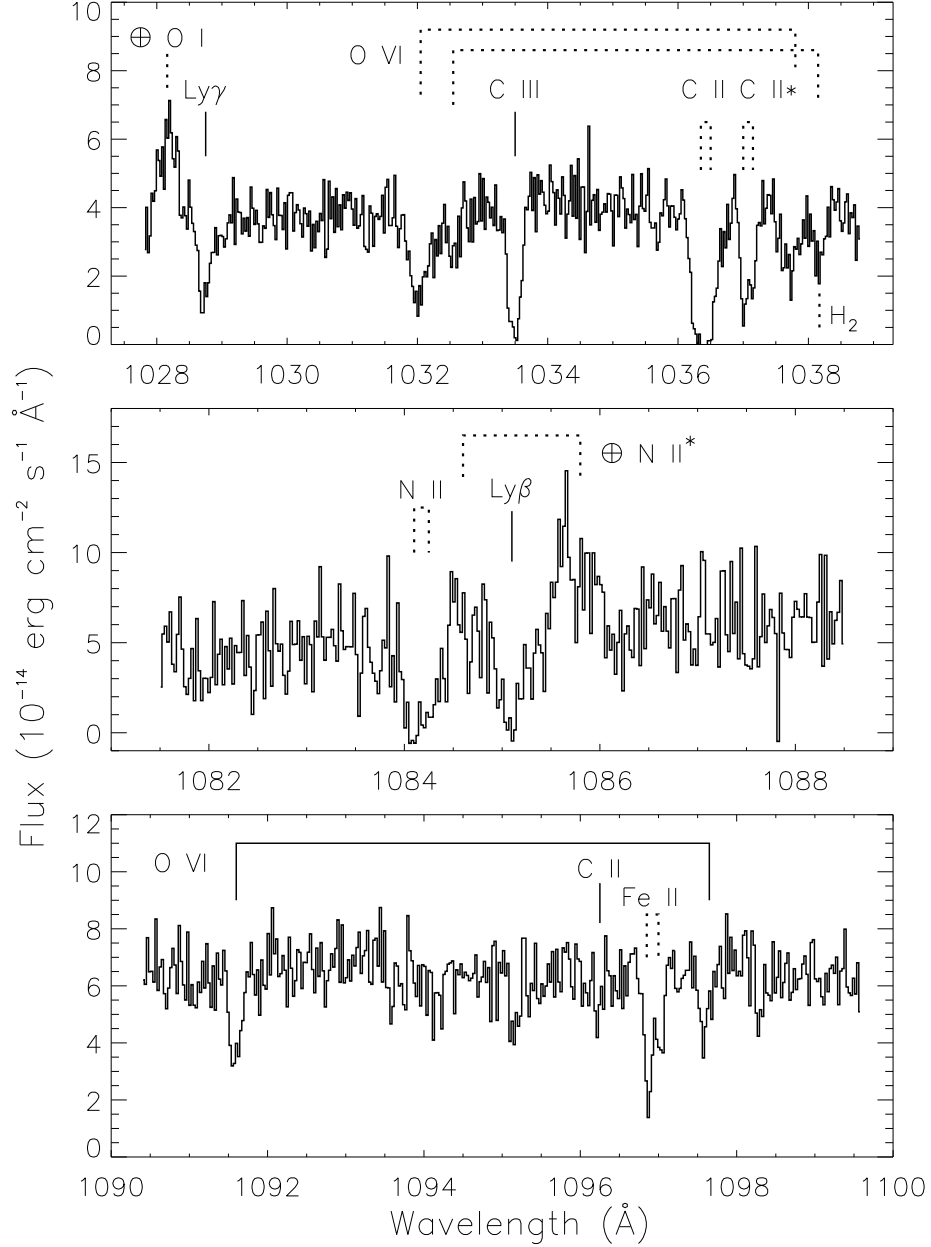 10
8
6
4
2
0
⊕ O I
Lyγ
O VI
C III
C II C II*
H₂
1028 1030 1032 1034 1036 1038
15
10
5
0
N II
Lyβ
⊕ N II*
1082 1084 1086 1088
12
10
8
6
4
2
0
O VI
C II
Fe II
1090 1092 1094 1096 1098 1100
Wavelength (Å)
Flux (10⁻¹⁴ erg cm⁻² s⁻¹ Å⁻¹)